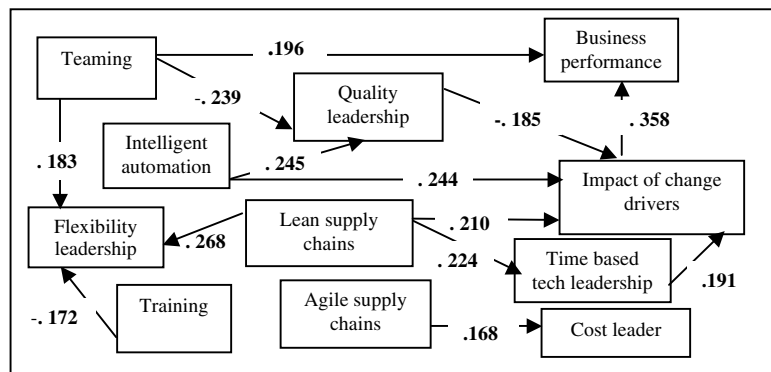 Teaming
.196
Business
performance
-. 239
Quality
leadership
-. 185
. 358
Intelligent
automation
. 183
. 245
. 244
Impact of change
drivers
Flexibility
leadership
. 268
Lean supply
chains
.210
.224
Time based
tech leadership
.191
-. 172
Training
Agile supply
chains
.168
Cost leader